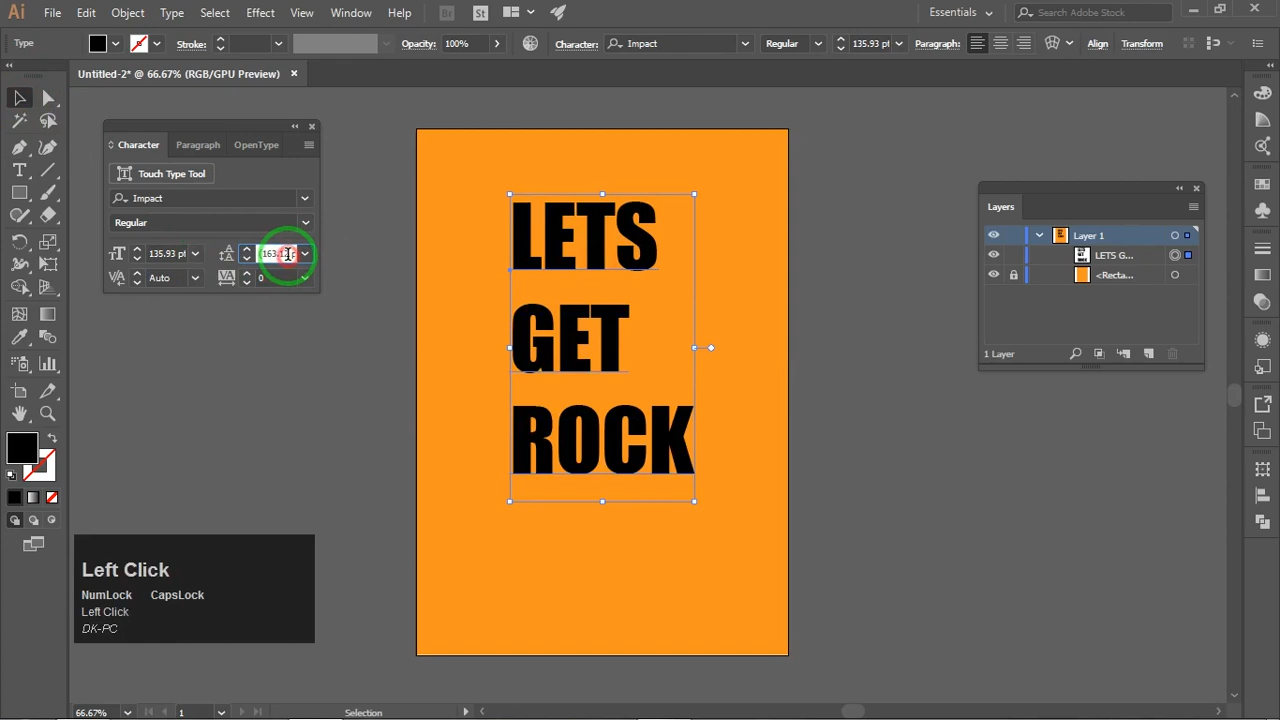 Ai File Edit Object Type Select Effect View Window Help Br St Essentials Search Adobe Stock
Type Stroke: Opacity: 100% Character: Impact Regular 135.93 pt Paragraph: Align Transform
Untitled-2* @ 66.67% (RGB/GPU Preview)
Character Paragraph OpenType
Touch Type Tool
Impact
Regular
135.93 pt
Auto 0
LETS
GET
ROCK
Layers
Layer 1
LETS G...
<Recta...
1 Layer
Left Click
NumLock CapsLock
Left Click
DK-PC
66.67% 1 Selection